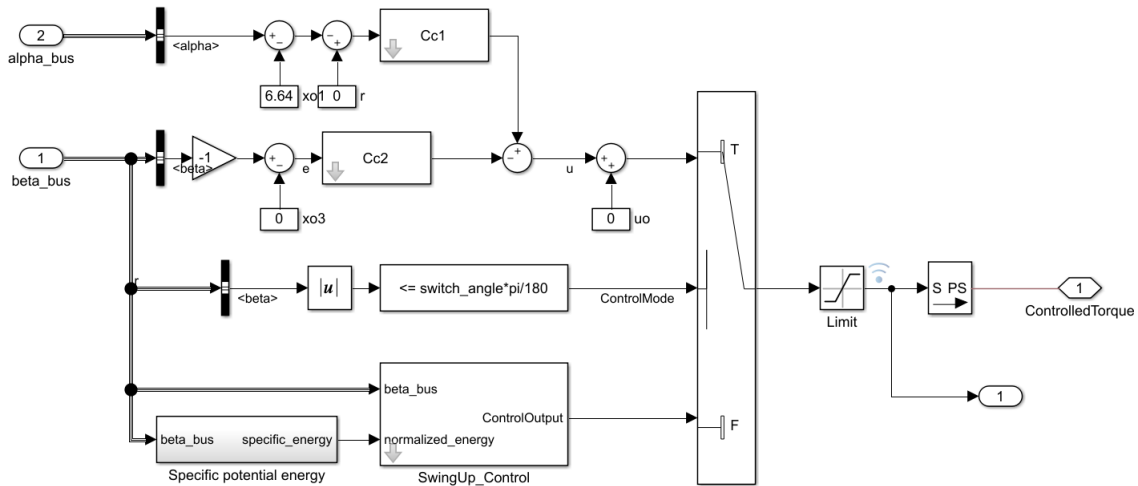 2
alpha_bus
<alpha>
6.64
xo1
0
r
Cc1
1
beta_bus
<beta>
-1
e
Cc2
0
xo3
u
0
uo
T
r
<beta>
|u|
<= switch_angle*pi/180
ControlMode
Limit
S PS
1
ControlledTorque
1
beta_bus
ControlOutput
normalized_energy
SwingUp_Control
F
beta_bus
specific_energy
Specific potential energy